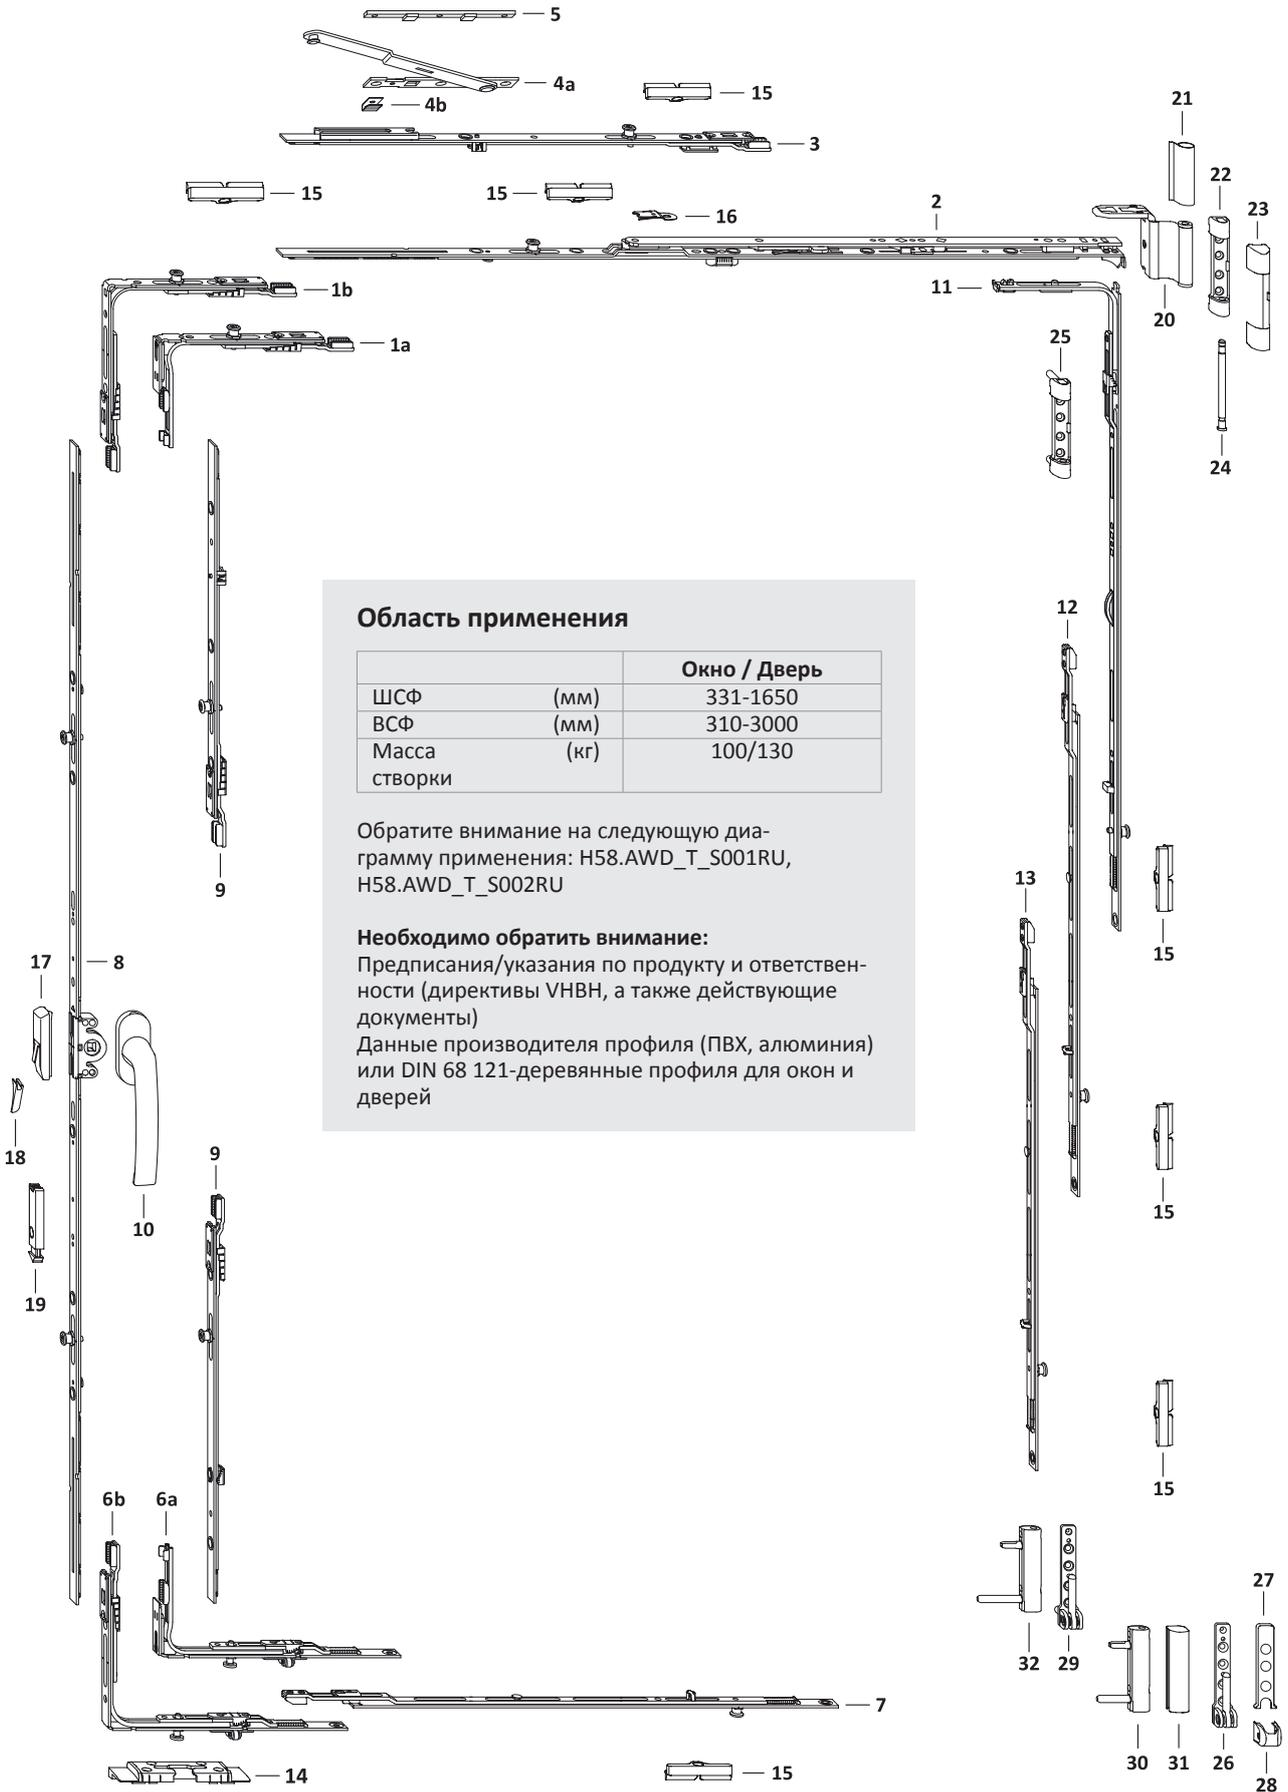 5
4a
4b
15
21
3
22
15
15
2
23
16
1b
11
20
1a
25
24
Область применения
Окно / Дверь
ШСФ (мм) 331-1650
ВСФ (мм) 310-3000
Масса (кг) 100/130
створки
Обратите внимание на следующую диа-
грамму применения: H58.AWD_T_S001RU,
H58.AWD_T_S002RU
Необходимо обратить внимание:
Предписания/указания по продукту и ответствен-
ности (директивы VHBH, а также действующие
документы)
Данные производителя профиля (ПВХ, алюминия)
или DIN 68 121-деревянные профиля для окон и
дверей
12
9
13
15
17
8
18
9
10
15
19
15
6b
6a
27
32
29
7
30
31
26
28
14
15